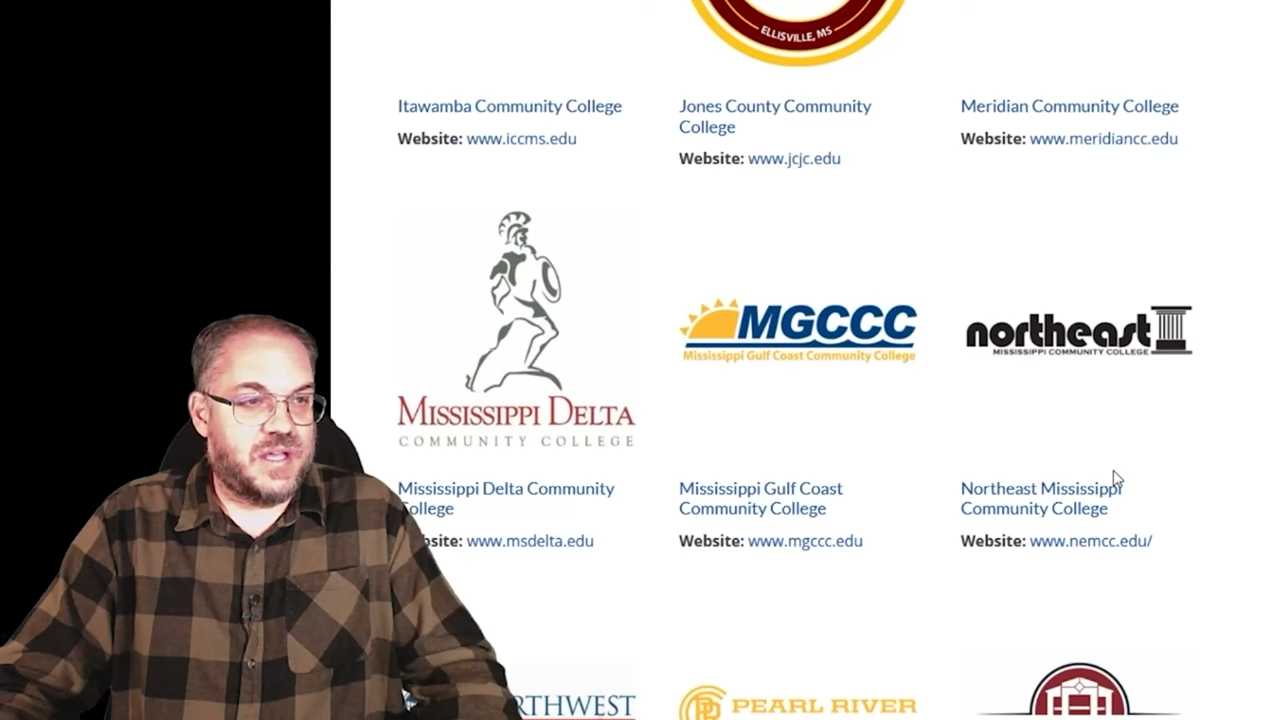 ELLISVILLE, MS
Itawamba Community College
Website: www.iccms.edu
Jones County Community
College
Website: www.jcjc.edu
Meridian Community College
Website: www.meridiancc.edu
MISSISSIPPI DELTA
COMMUNITY COLLEGE
MGCCC
Mississippi Gulf Coast Community College
northeast
MISSISSIPPI COMMUNITY COLLEGE
Mississippi Delta Community
College
www.msdelta.edu
Mississippi Gulf Coast
Community College
Website: www.mgccc.edu
Northeast Mississippi
Community College
Website: www.nemcc.edu/
RTHWEST
PEARL RIVER